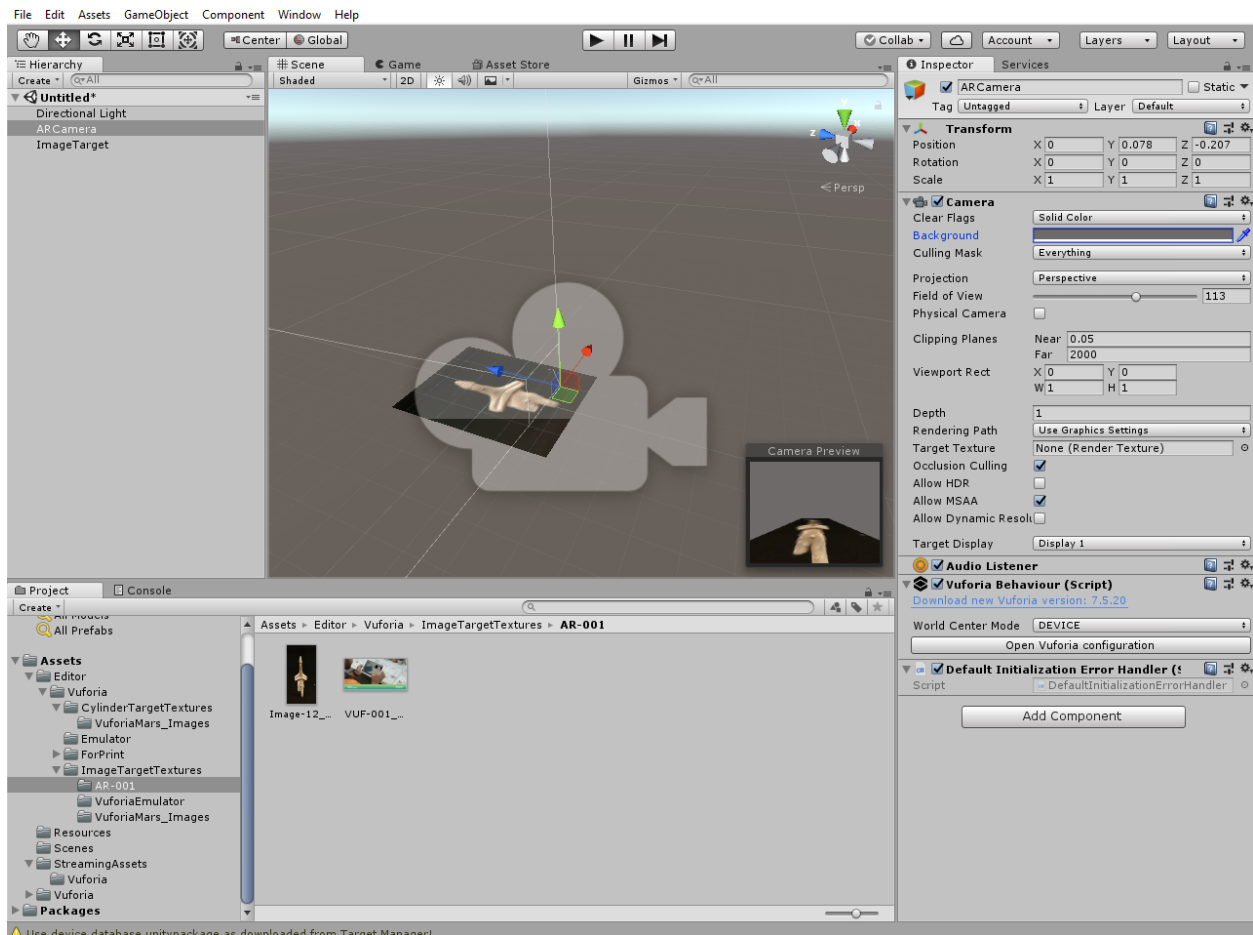 File Edit Assets GameObject Component Window Help
Center Global Collab Account Layers Layout
Hierarchy
Create All
Untitled*
Directional Light
ARCamera
ImageTarget
Scene Game Asset Store
Shaded 2D Gizmos All
y
x
z
Persp
Camera Preview
Inspector Services
ARCamera Static
Tag Untagged Layer Default
Transform
Position X 0 Y 0.078 Z -0.207
Rotation X 0 Y 0 Z 0
Scale X 1 Y 1 Z 1
Camera
Clear Flags Solid Color
Background
Culling Mask Everything
Projection Perspective
Field of View 113
Physical Camera
Clipping Planes Near 0.05
Far 2000
Viewport Rect X 0 Y 0
W 1 H 1
Depth 1
Rendering Path Use Graphics Settings
Target Texture None (Render Texture)
Occlusion Culling
Allow HDR
Allow MSAA
Allow Dynamic Resolu
Target Display Display 1
Audio Listener
Vuforia Behaviour (Script)
Download new Vuforia version: 7.5.20
World Center Mode DEVICE
Open Vuforia configuration
Default Initialization Error Handler (S
Script DefaultInitializationErrorHandler
Add Component
Project Console
Create
All Models
All Prefabs
Assets
Editor
Vuforia
CylinderTargetTextures
VuforiaMars_Images
Emulator
ForPrint
ImageTargetTextures
AR-001
VuforiaEmulator
VuforiaMars_Images
Resources
Scenes
StreamingAssets
Vuforia
Vuforia
Packages
Assets Editor Vuforia ImageTargetTextures AR-001
Image-12_... VUF-001_...
Use device database unitypackage as downloaded from Target Manager!